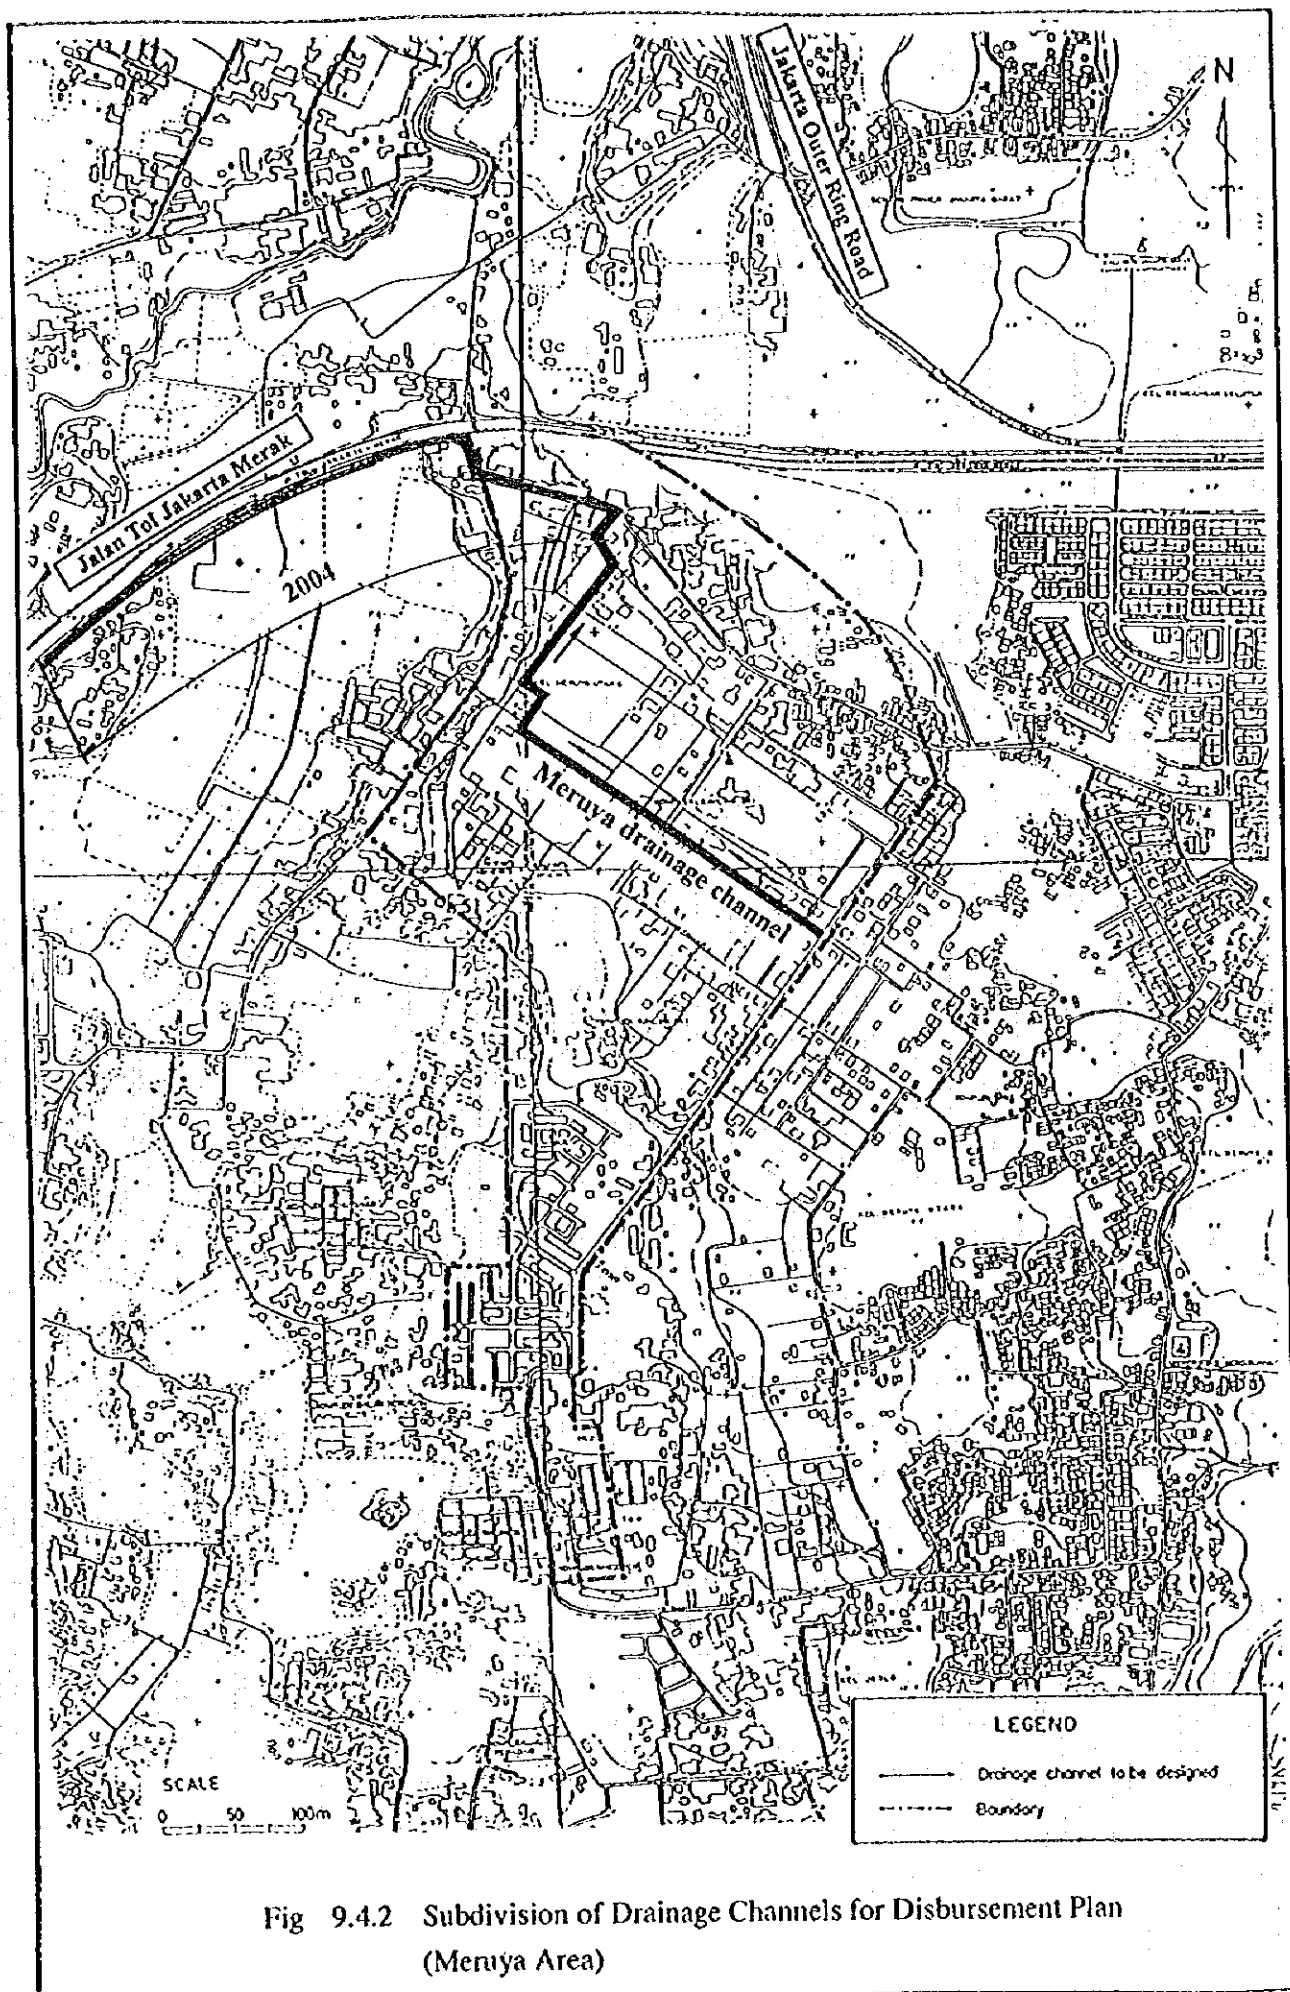 Jakarta Outer Ring Road
N
Jalan Tol Jakarta Merak
2004
Meruya drainage channel
LEGEND
Drainage channel to be designed
Boundary
SCALE
0 50 100m
Fig 9.4.2 Subdivision of Drainage Channels for Disbursement Plan
(Meruya Area)